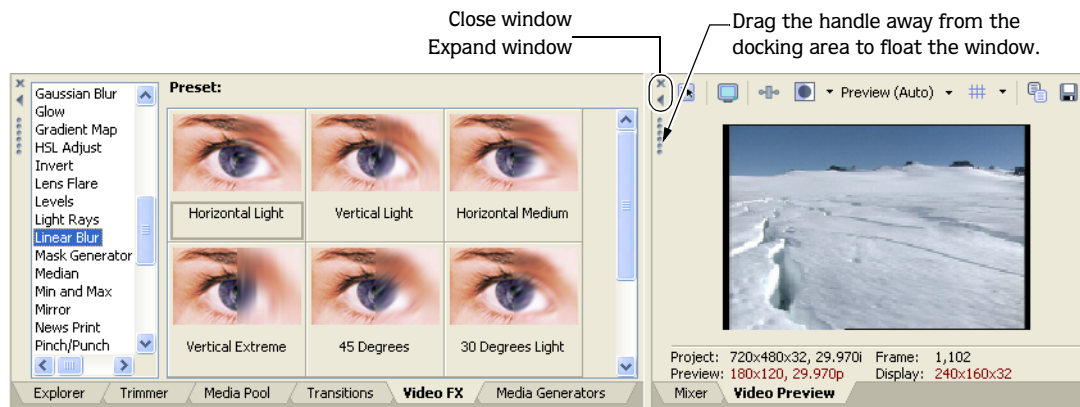 Close window
Expand window
Drag the handle away from the
docking area to float the window.
Gaussian Blur
Glow
Gradient Map
HSL Adjust
Invert
Lens Flare
Levels
Light Rays
Linear Blur
Mask Generator
Median
Min and Max
Mirror
News Print
Pinch/Punch
Preset:
Horizontal Light
Vertical Light
Horizontal Medium
Vertical Extreme
45 Degrees
30 Degrees Light
Explorer
Trimmer
Media Pool
Transitions
Video FX
Media Generators
Preview (Auto)
Project: 720x480x32, 29.970i Frame: 1,102
Preview: 180x120, 29.970p Display: 240x160x32
Mixer
Video Preview